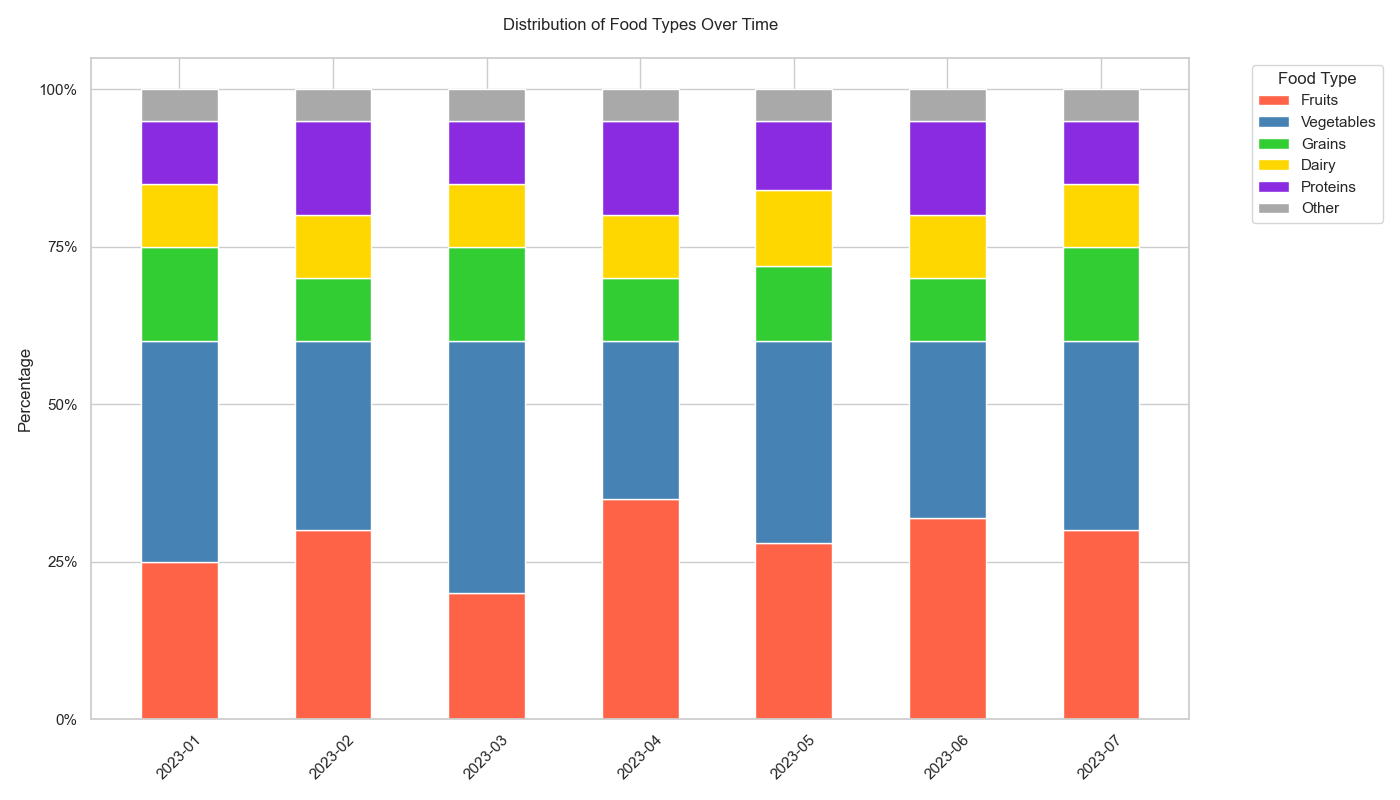 Distribution of Food Types Over Time
Percentage
100%
75%
50%
25%
0%
2023-01
2023-02
2023-03
2023-04
2023-05
2023-06
2023-07
Food Type
Fruits
Vegetables
Grains
Dairy
Proteins
Other